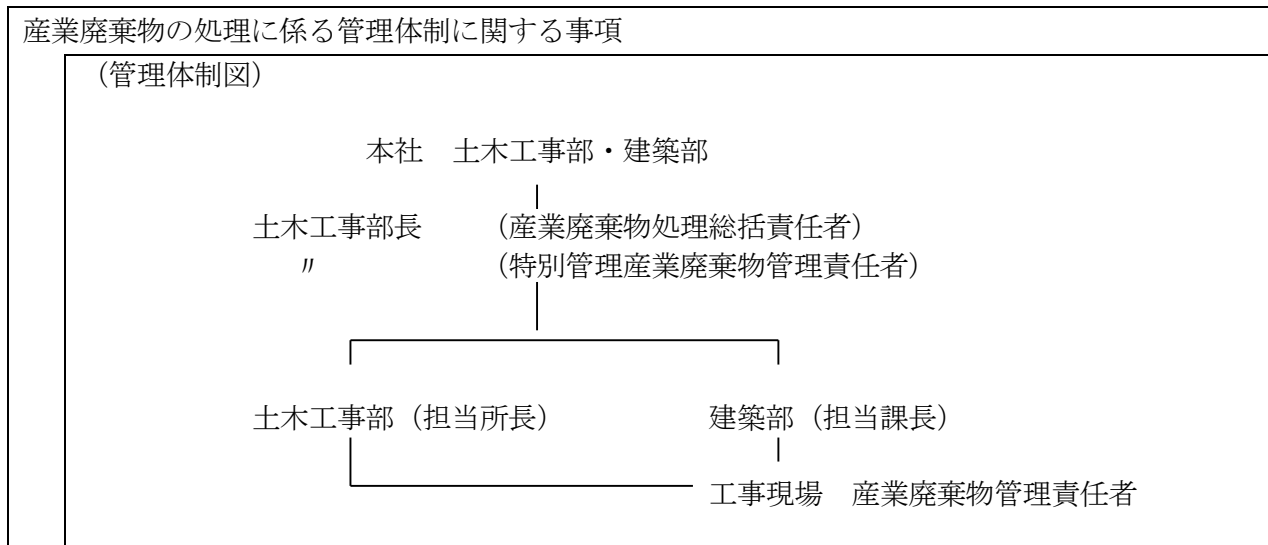 産業廃棄物の処理に係る管理体制に関する事項
（管理体制図）
本社　土木工事部・建築部
土木工事部長　　（産業廃棄物処理総括責任者）
〃　　（特別管理産業廃棄物管理責任者）
土木工事部（担当所長）　　建築部（担当課長）
工事現場　産業廃棄物管理責任者